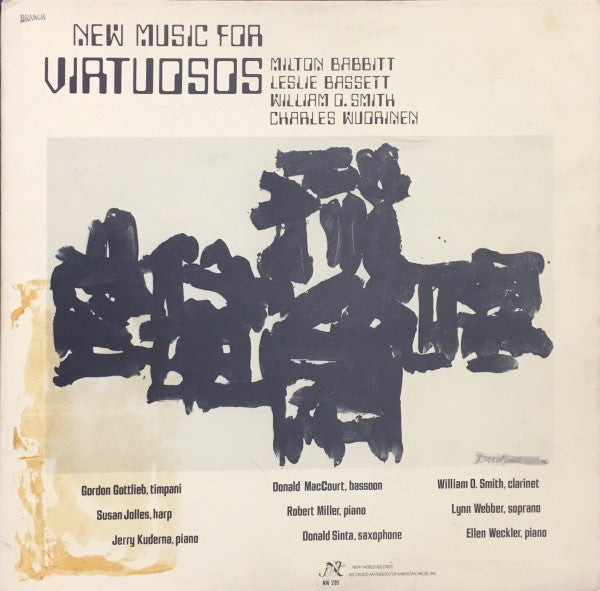 BRANCH
NEW MUSIC FOR
VIRTUOSOS
MILTON BABBITT
LESLIE BASSETT
WILLIAM O. SMITH
CHARLES WUORINEN
Gordon Gottlieb, timpani
Susan Jolles, harp
Jerry Kuderna, piano
Donald MacCourt, bassoon
Robert Miller, piano
Donald Sinta, saxophone
William O. Smith, clarinet
Lynn Webber, soprano
Ellen Weckler, piano
NEW WORLD RECORDS
RECORDED ANTHOLOGY OF AMERICAN MUSIC, INC.
NW 209